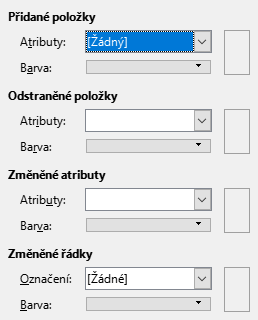 Přidané položky
Atributy: [Žádný]
Barva:
Odstraněné položky
Atributy:
Barva:
Změněné atributy
Atributy:
Barva:
Změněné řádky
Označení: [Žádné]
Barva: